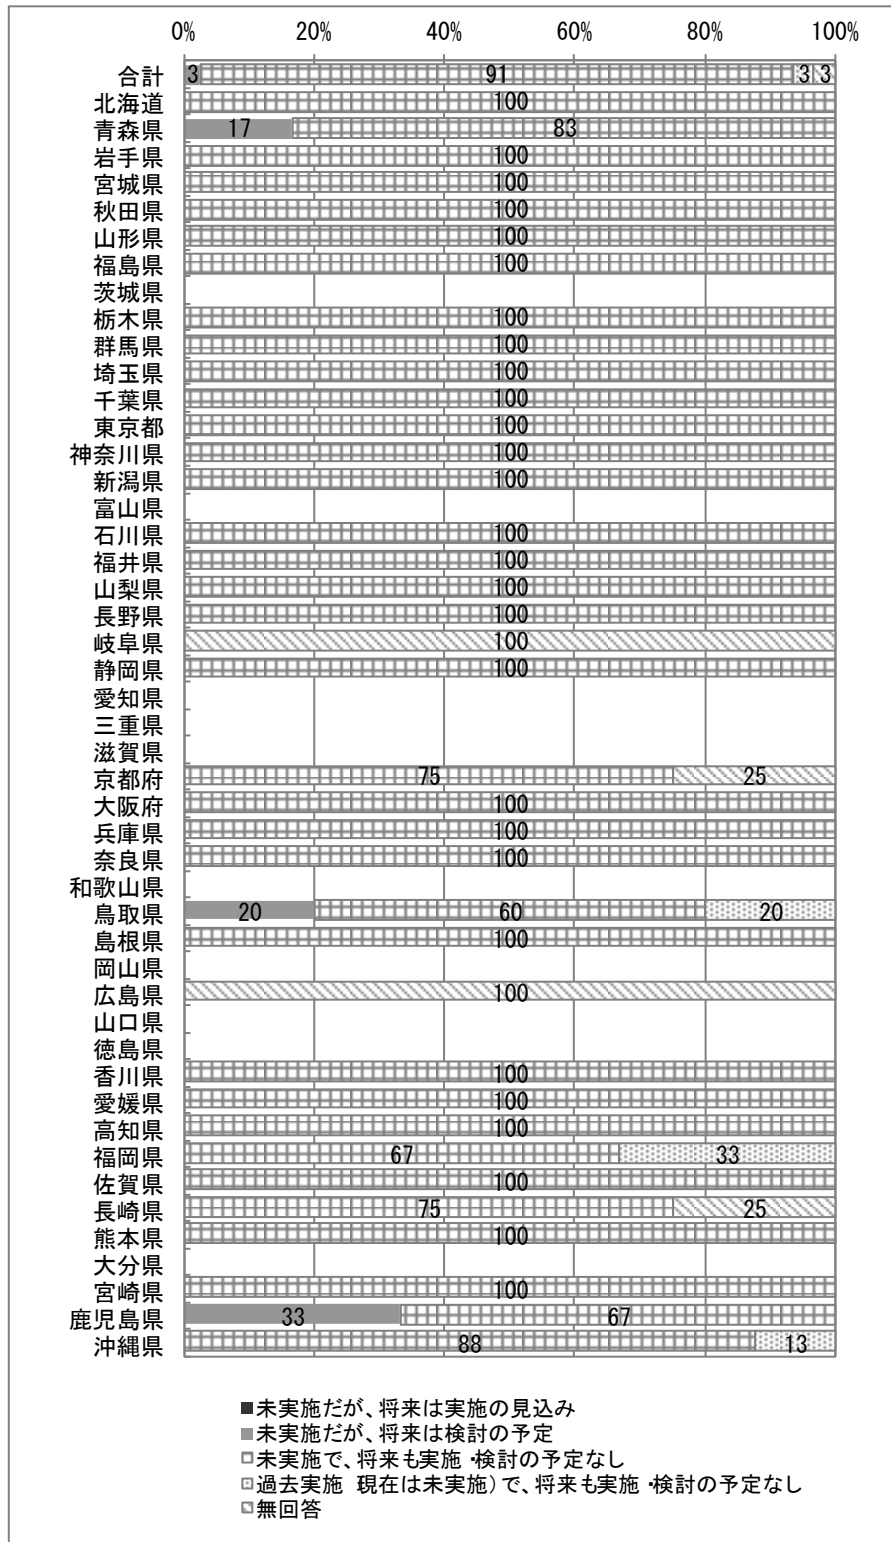 0% 20% 40% 60% 80% 100%
合計 3 91 3 3
北海道 100
青森県 17 83
岩手県 100
宮城県 100
秋田県 100
山形県 100
福島県 100
茨城県
栃木県 100
群馬県 100
埼玉県 100
千葉県 100
東京都 100
神奈川県 100
新潟県 100
富山県
石川県 100
福井県 100
山梨県 100
長野県 100
岐阜県 100
静岡県 100
愛知県
三重県
滋賀県
京都府 75 25
大阪府 100
兵庫県 100
奈良県 100
和歌山県
鳥取県 20 60 20
島根県 100
岡山県
広島県 100
山口県
徳島県
香川県 100
愛媛県 100
高知県 100
福岡県 67 33
佐賀県 100
長崎県 75 25
熊本県 100
大分県
宮崎県 100
鹿児島県 33 67
沖縄県 88 13
未実施だが、将来は実施の見込み
未実施だが、将来は検討の予定
未実施で、将来も実施・検討の予定なし
過去実施 現在は未実施）で、将来も実施・検討の予定なし
無回答